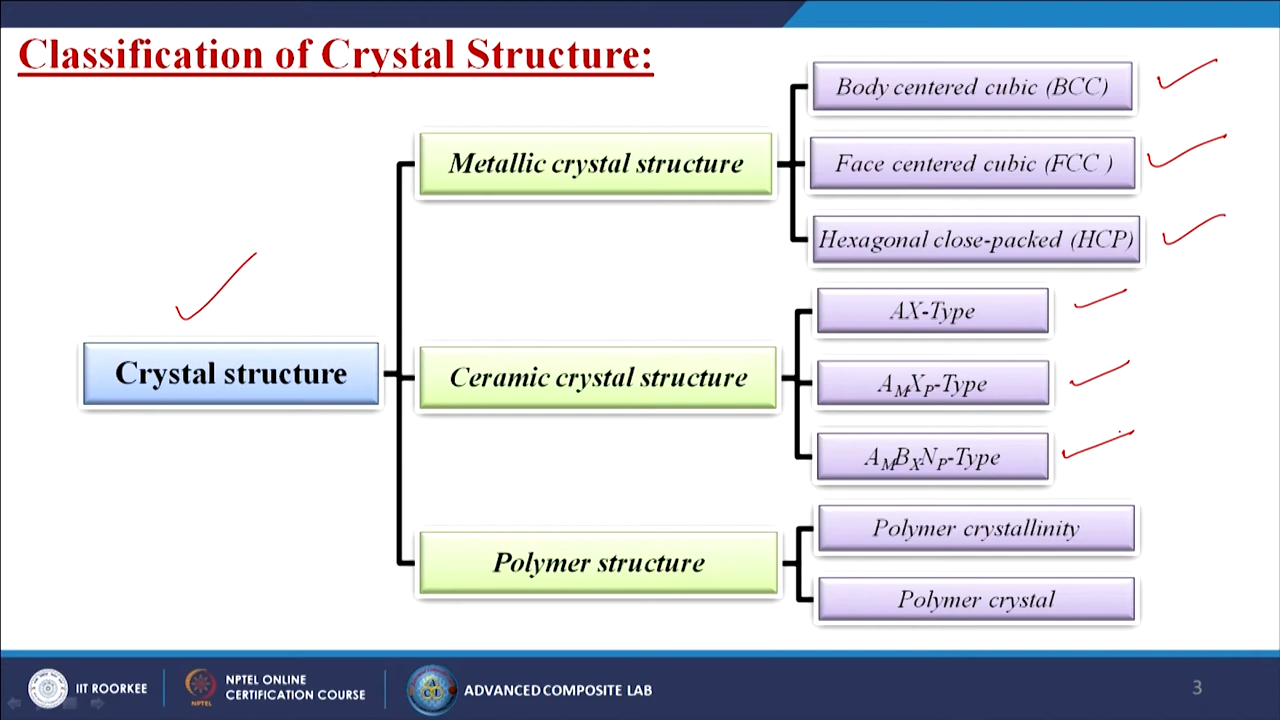 Classification of Crystal Structure:
Crystal structure
Metallic crystal structure
Body centered cubic (BCC)
Face centered cubic (FCC )
Hexagonal close-packed (HCP)
Ceramic crystal structure
AX-Type
AMXP-Type
AMBXNP-Type
Polymer structure
Polymer crystallinity
Polymer crystal
IIT ROORKEE
NPTEL
NPTEL ONLINE
CERTIFICATION COURSE
ADVANCED COMPOSITE LAB
3